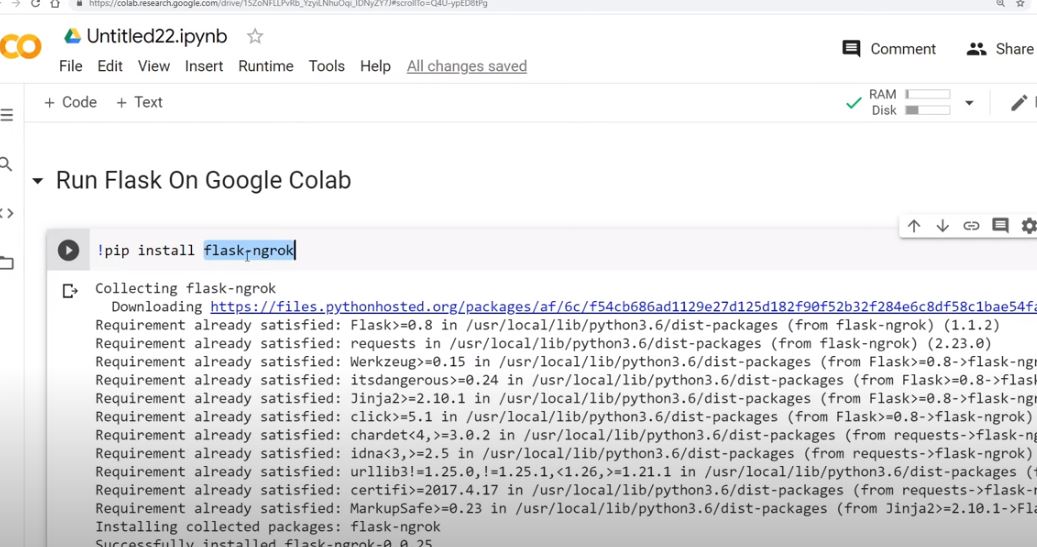 https://colab.research.google.com/drive/
Untitled22.ipynb
Comment
Share
File Edit View Insert Runtime Tools Help All changes saved
+ Code + Text
RAM
Disk
Run Flask On Google Colab
!pip install flask-ngrok
Collecting flask-ngrok
Downloading https://files.pythonhosted.org/packages/af/6c/f54cb686ad1129e27d125d182f90f52b32f284e6c8df58c1bae54fa
Requirement already satisfied: Flask>=0.8 in /usr/local/lib/python3.6/dist-packages (from flask-ngrok) (1.1.2)
Requirement already satisfied: requests in /usr/local/lib/python3.6/dist-packages (from flask-ngrok) (2.23.0)
Requirement already satisfied: Werkzeug>=0.15 in /usr/local/lib/python3.6/dist-packages (from Flask>=0.8->flask-ngr
Requirement already satisfied: itsdangerous>=0.24 in /usr/local/lib/python3.6/dist-packages (from Flask>=0.8->flask
Requirement already satisfied: Jinja2>=2.10.1 in /usr/local/lib/python3.6/dist-packages (from Flask>=0.8->flask-ngr
Requirement already satisfied: click>=5.1 in /usr/local/lib/python3.6/dist-packages (from Flask>=0.8->flask-ngrok)
Requirement already satisfied: chardet<4,>=3.0.2 in /usr/local/lib/python3.6/dist-packages (from requests->flask-ng
Requirement already satisfied: idna<3,>=2.5 in /usr/local/lib/python3.6/dist-packages (from requests->flask-ngrok)
Requirement already satisfied: urllib3!=1.25.0,!=1.25.1,<1.26,>=1.21.1 in /usr/local/lib/python3.6/dist-packages (
Requirement already satisfied: certifi>=2017.4.17 in /usr/local/lib/python3.6/dist-packages (from requests->flask-n
Requirement already satisfied: MarkupSafe>=0.23 in /usr/local/lib/python3.6/dist-packages (from Jinja2>=2.10.1->Fla
Installing collected packages: flask-ngrok
Successfully installed flask-ngrok-0.0.25